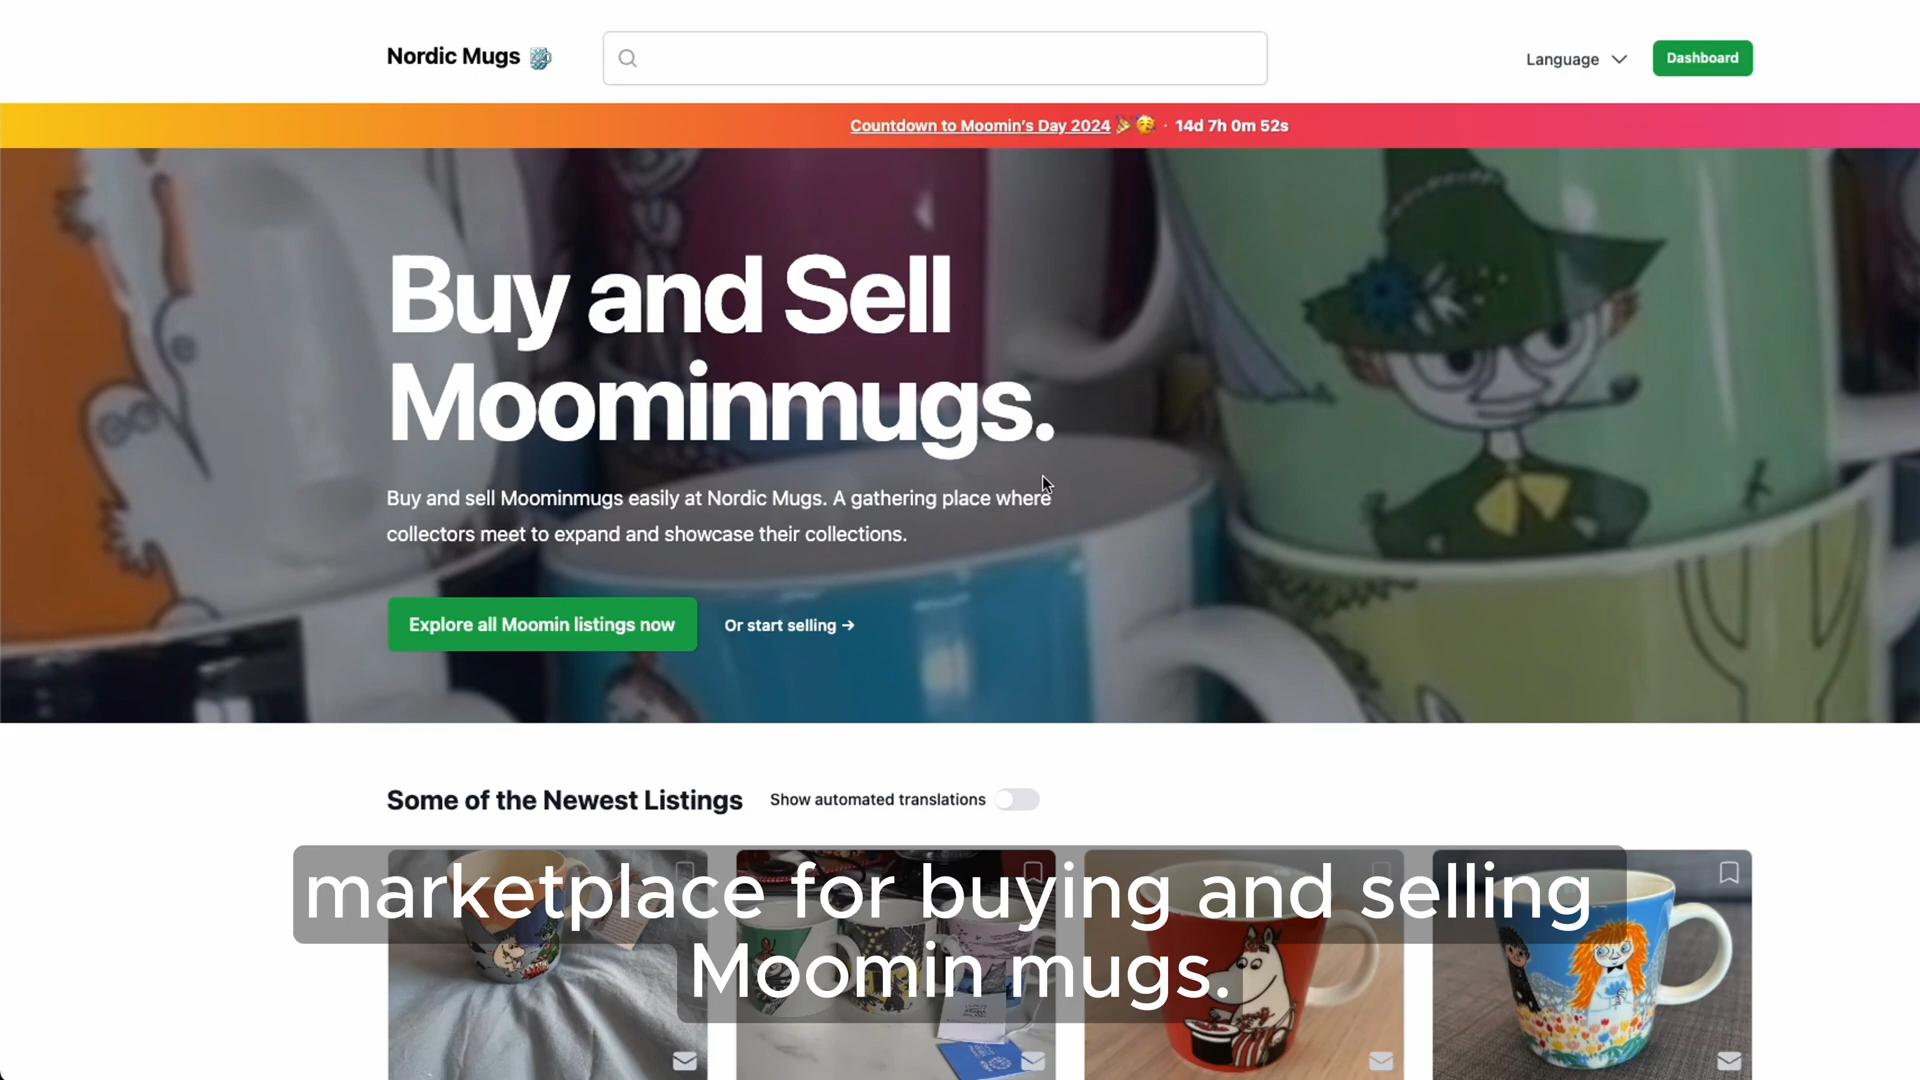 Nordic Mugs
Language
Dashboard
Countdown to Moomin's Day 2024 🎉🥳 · 14d 7h 0m 52s
Buy and Sell
Moominmugs.
Buy and sell Moominmugs easily at Nordic Mugs. A gathering place where
collectors meet to expand and showcase their collections.
Explore all Moomin listings now
Or start selling →
Some of the Newest Listings
Show automated translations
marketplace for buying and selling
Moomin mugs.